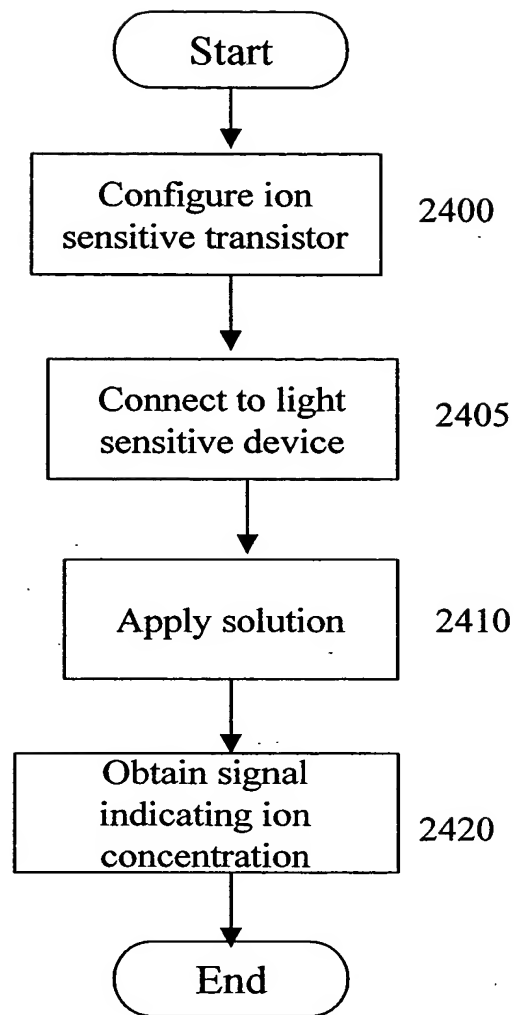 Start
Configure ion
sensitive transistor
2400
Connect to light
sensitive device
2405
Apply solution
2410
Obtain signal
indicating ion
concentration
2420
End